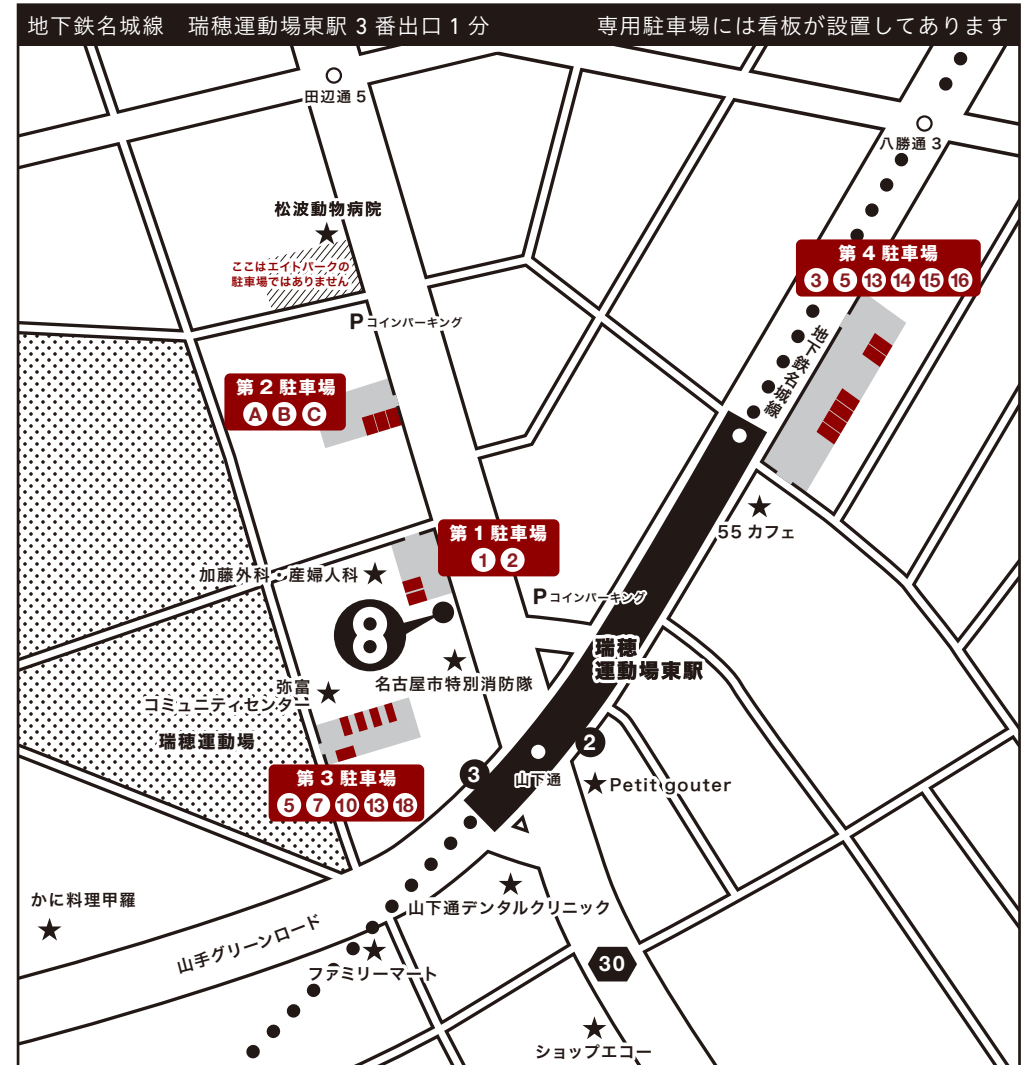 地下鉄名城線　瑞穂運動場東駅 3 番出口 1 分
専用駐車場には看板が設置してあります
田辺通 5
八勝通 3
松波動物病院
ここはエイトパークの
駐車場ではありません
第 4 駐車場
3 5 13 14 15 16
P コインパーキング
地下鉄名城線
第 2 駐車場
A B C
55 カフェ
第 1 駐車場
1 2
加藤外科・産婦人科
P コインパーキング
8
瑞穂
運動場東駅
名古屋市特別消防隊
弥富
コミュニティセンター
瑞穂運動場
第 3 駐車場
5 7 10 13 18
3
2
山下通
Petit gouter
かに料理甲羅
山下通デンタルクリニック
山手グリーンロード
ファミリーマート
30
ショップエコー